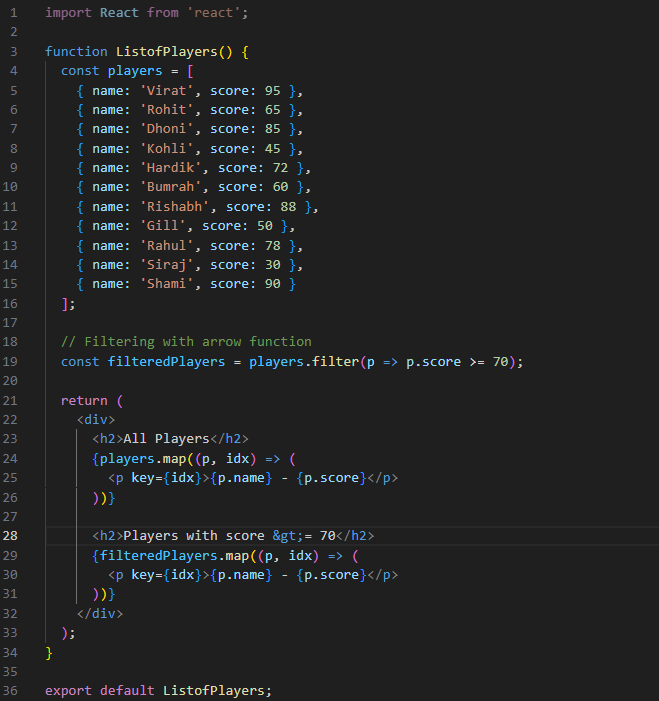 1 import React from 'react';
2
3 function ListofPlayers() {
4   const players = [
5     { name: 'Virat', score: 95 },
6     { name: 'Rohit', score: 65 },
7     { name: 'Dhoni', score: 85 },
8     { name: 'Kohli', score: 45 },
9     { name: 'Hardik', score: 72 },
10     { name: 'Bumrah', score: 60 },
11     { name: 'Rishabh', score: 88 },
12     { name: 'Gill', score: 50 },
13     { name: 'Rahul', score: 78 },
14     { name: 'Siraj', score: 30 },
15     { name: 'Shami', score: 90 }
16   ];
17
18   // Filtering with arrow function
19   const filteredPlayers = players.filter(p => p.score >= 70);
20
21   return (
22     <div>
23       <h2>All Players</h2>
24       {players.map((p, idx) => (
25         <p key={idx}>{p.name} - {p.score}</p>
26       ))}
27
28       <h2>Players with score &gt;= 70</h2>
29       {filteredPlayers.map((p, idx) => (
30         <p key={idx}>{p.name} - {p.score}</p>
31       ))}
32     </div>
33   );
34 }
35
36 export default ListofPlayers;